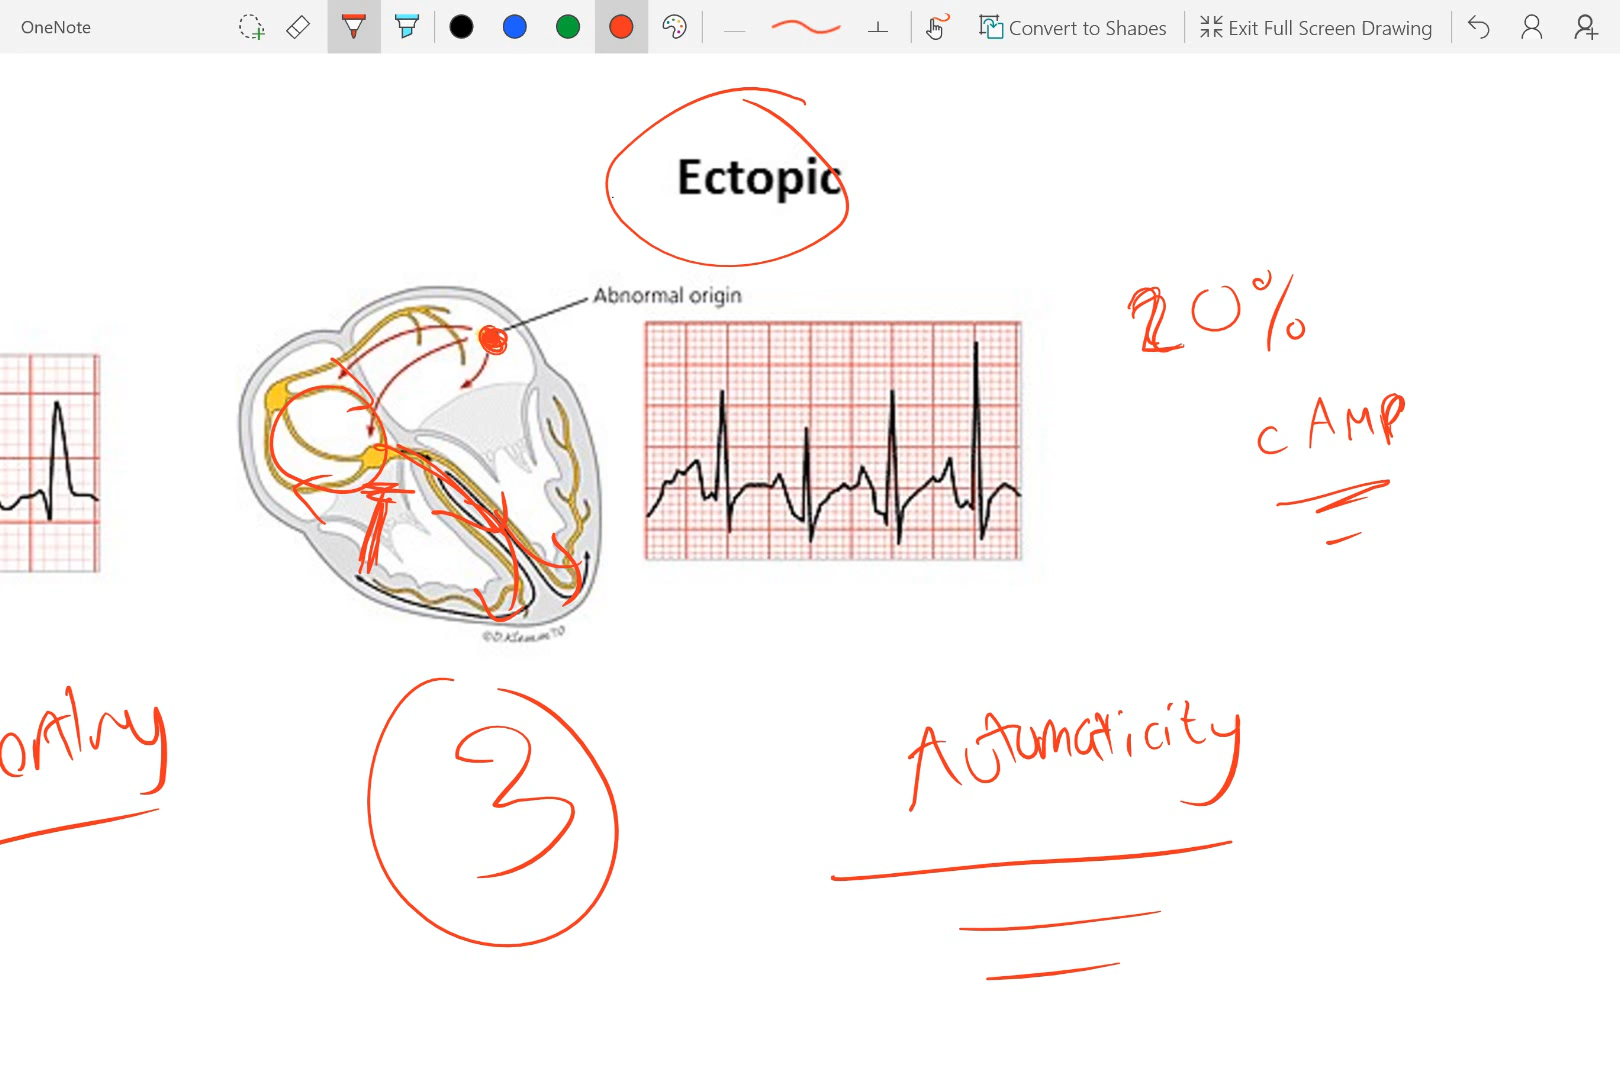 OneNote
Convert to Shapes
Exit Full Screen Drawing
Ectopic
Abnormal origin
20%
cAMP
3
Automaticity